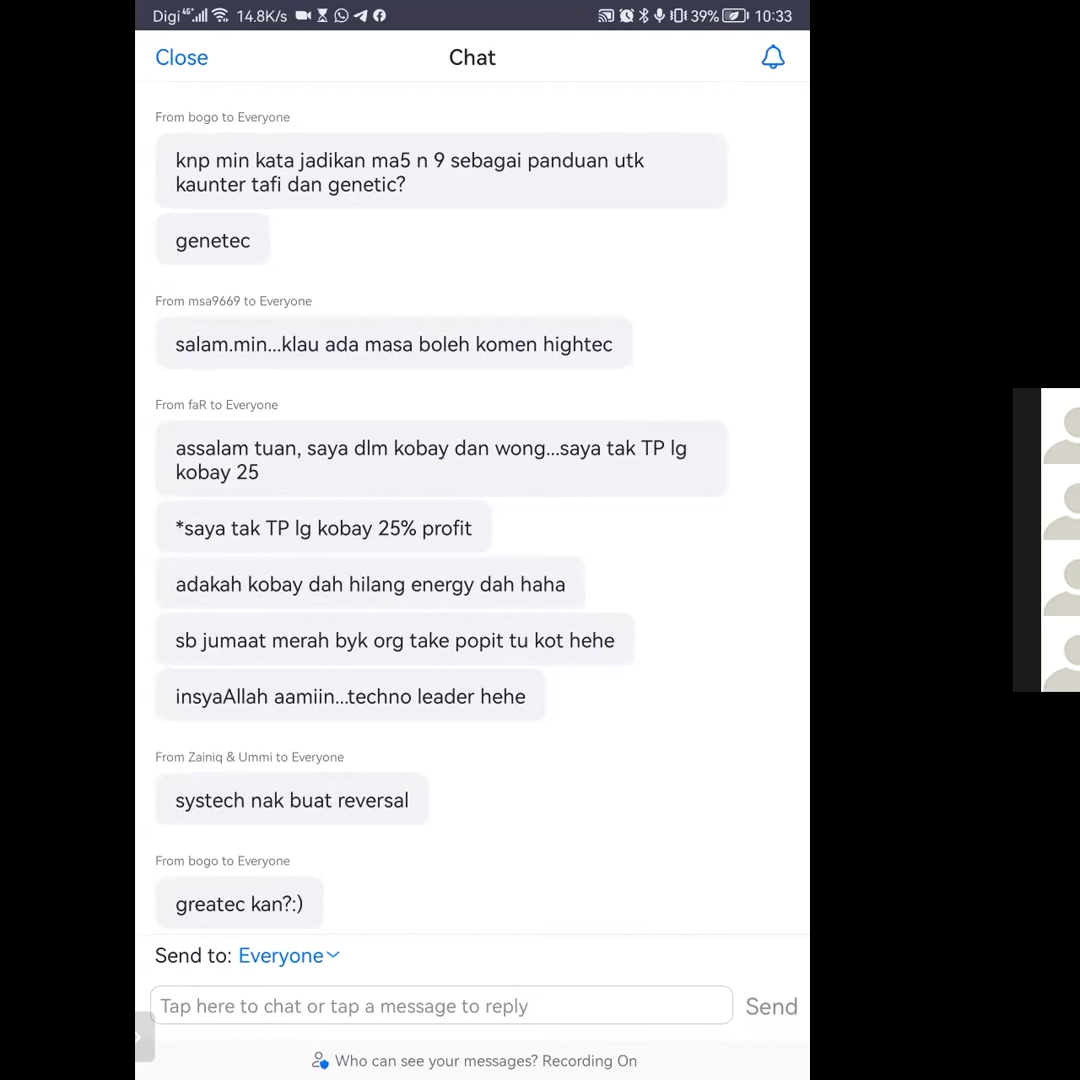 Digi 4G 14.8K/s 39% 10:33
Close Chat
From bogo to Everyone
knp min kata jadikan ma5 n 9 sebagai panduan utk
kaunter tafi dan genetic?
genetec
From msa9669 to Everyone
salam.min...klau ada masa boleh komen hightec
From faR to Everyone
assalam tuan, saya dlm kobay dan wong...saya tak TP lg
kobay 25
*saya tak TP lg kobay 25% profit
adakah kobay dah hilang energy dah haha
sb jumaat merah byk org take popit tu kot hehe
insyaAllah aamiin...techno leader hehe
From Zainiq & Ummi to Everyone
systech nak buat reversal
From bogo to Everyone
greatec kan?:)
Send to: Everyone
Tap here to chat or tap a message to reply Send
Who can see your messages? Recording On